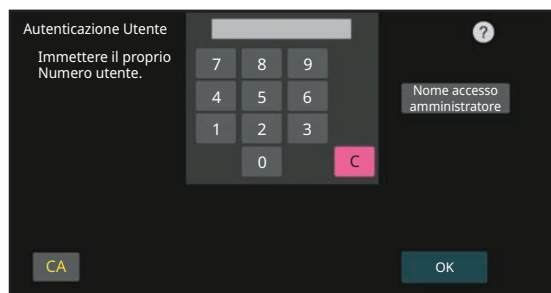 Autenticazione Utente
?
Immettere il proprio
Numero utente.
7 8 9
4 5 6
1 2 3
0 C
Nome accesso
amministratore
CA
OK